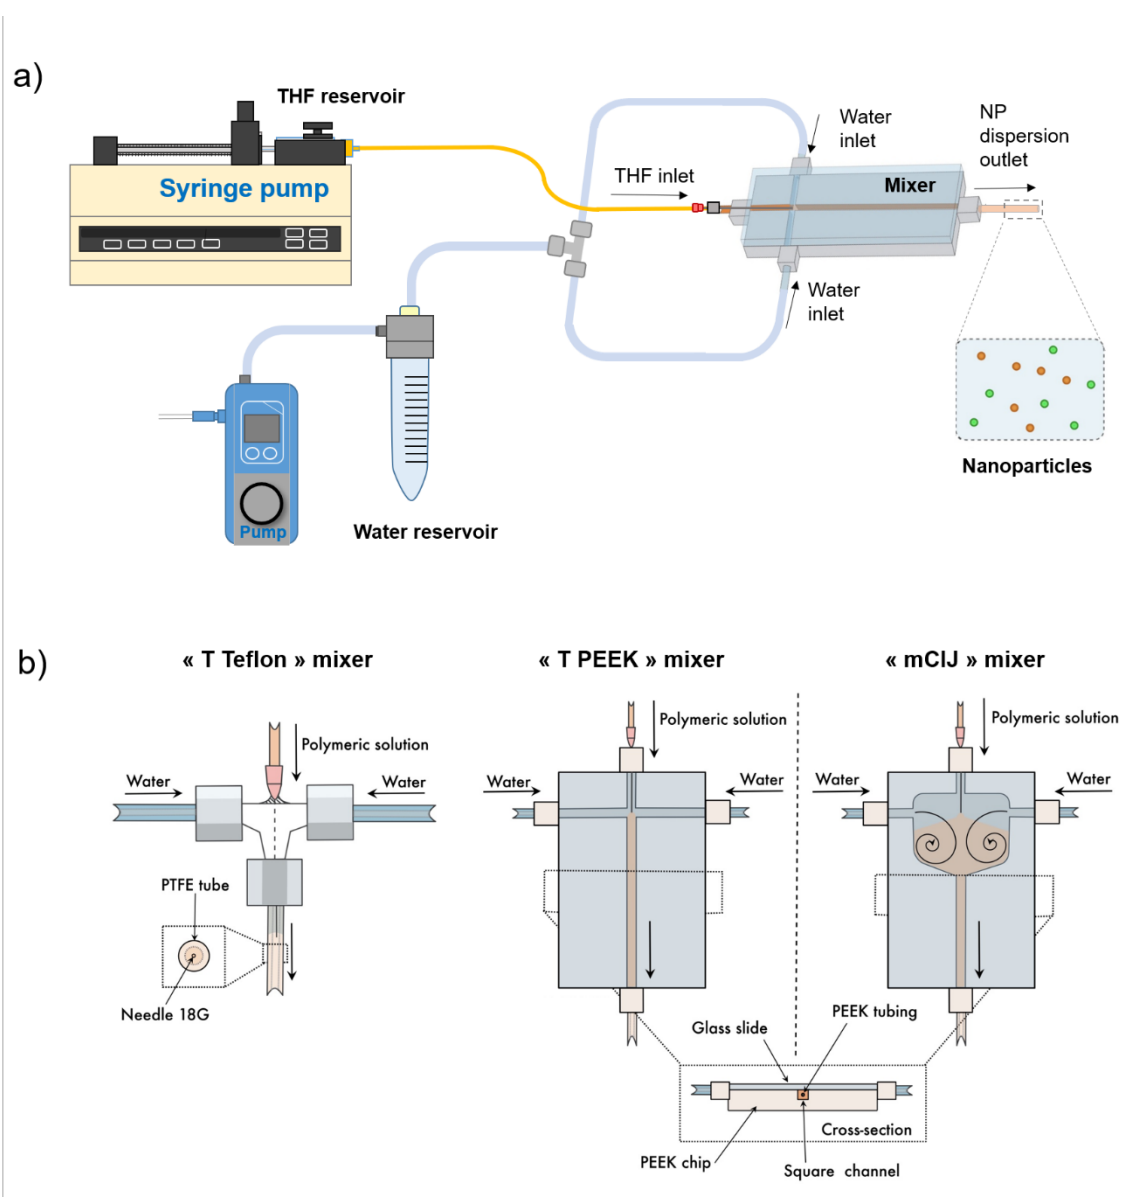 a)
THF reservoir
Syringe pump
THF inlet
Water
inlet
NP
dispersion
outlet
Mixer
Water
inlet
Pump
Water reservoir
Nanoparticles
b)
« T Teflon » mixer
« T PEEK » mixer
« mCIJ » mixer
Polymeric solution
Water
Water
PTFE tube
Needle 18G
Polymeric solution
Water
Water
Polymeric solution
Water
Water
Glass slide
PEEK tubing
Cross-section
PEEK chip
Square channel